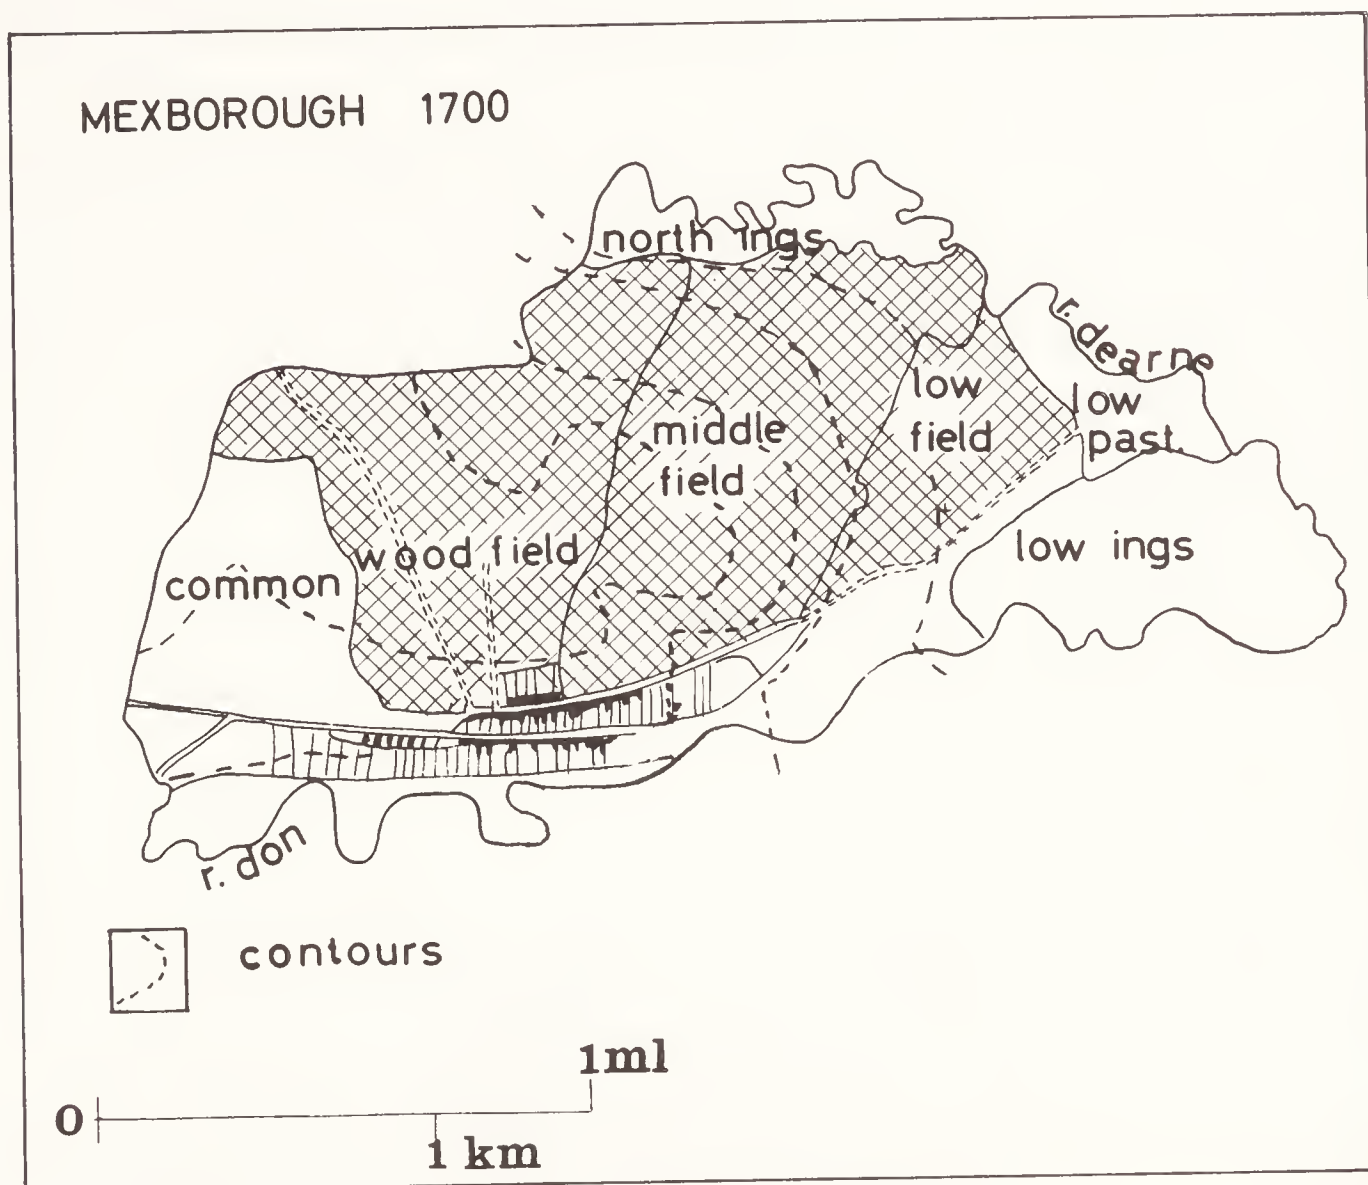 MEXBOROUGH 1700
north ings
r. dearne
low
field
low
past.
middle
field
wood field
common
low ings
r. don
contours
1ml
0
1 km